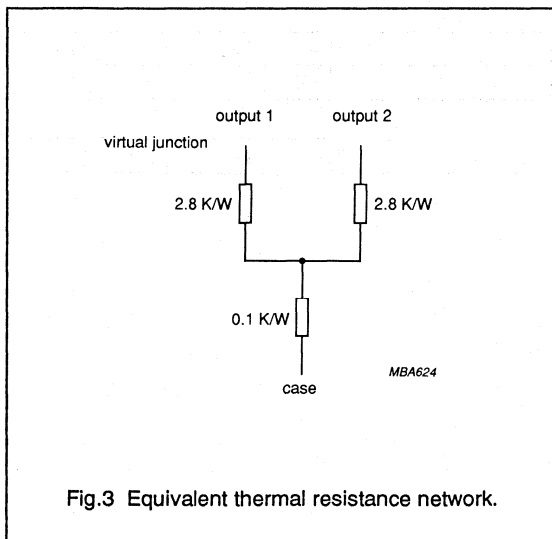 output 1 output 2
virtual junction
2.8 K/W 2.8 K/W
0.1 K/W
MBA624
case
Fig.3 Equivalent thermal resistance network.